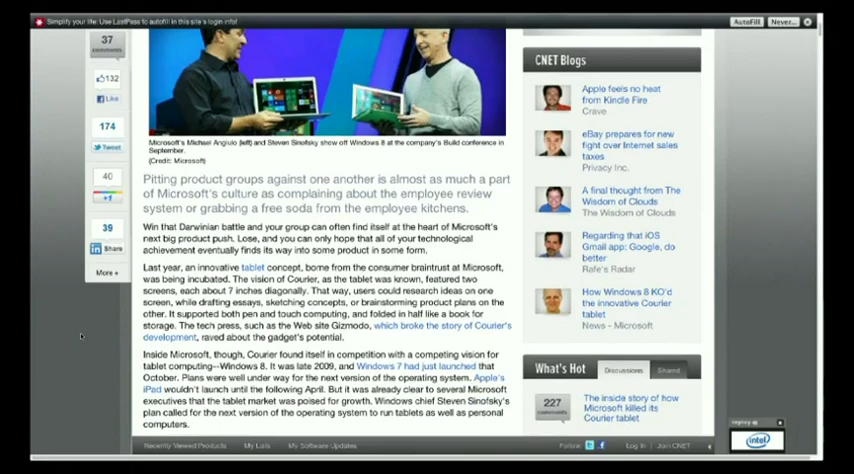 Simplify your life: Use LastPass to autofill in this site's login info!
AutoFill
Never...
37
comments
132
Like
174
Tweet
40
+1
39
in Share
More +
Microsoft's Michael Angiulo (left) and Steven Sinofsky show off Windows 8 at the company's Build conference in
September.
(Credit: Microsoft)
Pitting product groups against one another is almost as much a part
of Microsoft's culture as complaining about the employee review
system or grabbing a free soda from the employee kitchens.
Win that Darwinian battle and your group can often find itself at the heart of Microsoft's
next big product push. Lose, and you can only hope that all of your technological
achievement eventually finds its way into some product in some form.
Last year, an innovative tablet concept, borne from the consumer braintrust at Microsoft,
was being incubated. The vision of Courier, as the tablet was known, featured two
screens, each about 7 inches diagonally. That way, users could research ideas on one
screen, while drafting essays, sketching concepts, or brainstorming product plans on the
other. It supported both pen and touch computing, and folded in half like a book for
storage. The tech press, such as the Web site Gizmodo, which broke the story of Courier's
development, raved about the gadget's potential.
Inside Microsoft, though, Courier found itself in competition with a competing vision for
tablet computing--Windows 8. It was late 2009, and Windows 7 had just launched that
October. Plans were well under way for the next version of the operating system. Apple's
iPad wouldn't launch until the following April. But it was already clear to several Microsoft
executives that the tablet market was poised for growth. Windows chief Steven Sinofsky's
plan called for the next version of the operating system to run tablets as well as personal
computers.
CNET Blogs
Apple feels no heat
from Kindle Fire
Crave
eBay prepares for new
fight over Internet sales
taxes
Privacy Inc.
A final thought from The
Wisdom of Clouds
The Wisdom of Clouds
Regarding that iOS
Gmail app: Google, do
better
Rafe's Radar
How Windows 8 KO'd
the innovative Courier
tablet
News - Microsoft
What's Hot
Discussions
Shared
227
comments
The inside story of how
Microsoft killed its
Courier tablet
intel
Recently Viewed Products
My Lists
My Software Updates
Follow
Log In
Join CNET